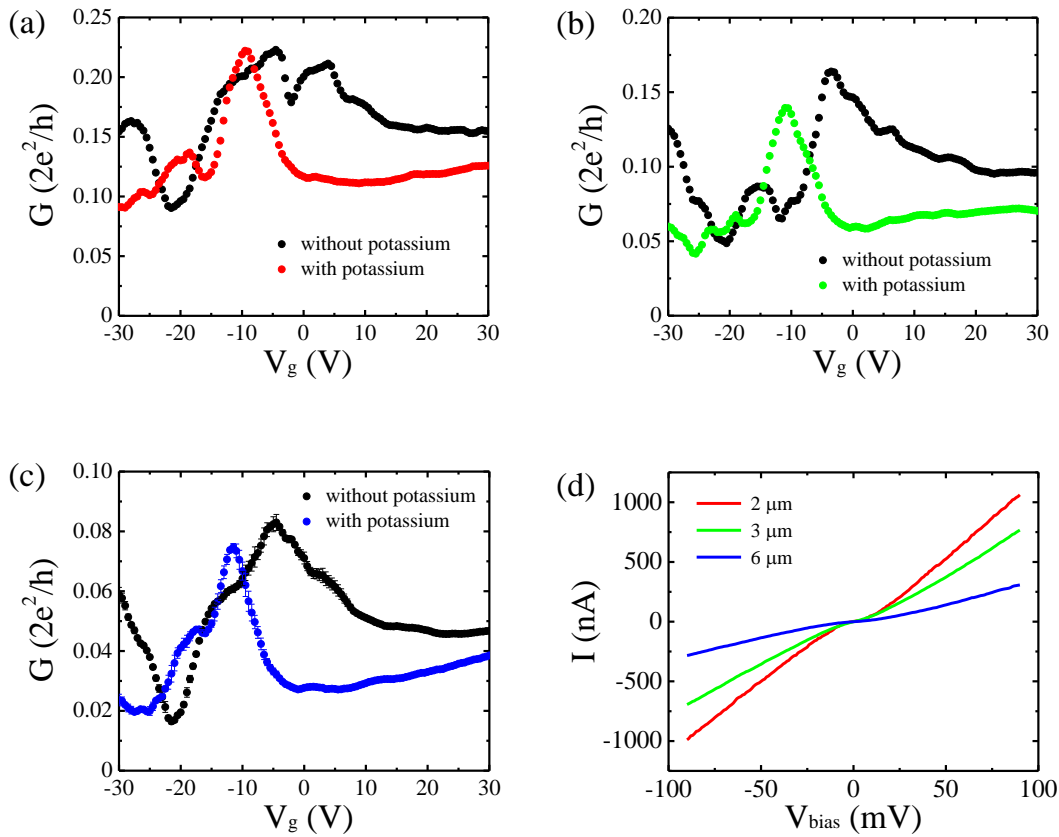 (a)
0.25
0.20
0.15
0.10
0.05
0
G (2e²/h)
without potassium
with potassium
-30 -20 -10 0 10 20 30
V_g (V)
(b)
0.20
0.15
0.10
0.05
0
G (2e²/h)
without potassium
with potassium
-30 -20 -10 0 10 20 30
V_g (V)
(c)
0.10
0.08
0.06
0.04
0.02
0
G (2e²/h)
without potassium
with potassium
-30 -20 -10 0 10 20 30
V_g (V)
(d)
1000
500
0
-500
-1000
I (nA)
2 μm
3 μm
6 μm
-100 -50 0 50 100
V_bias (mV)